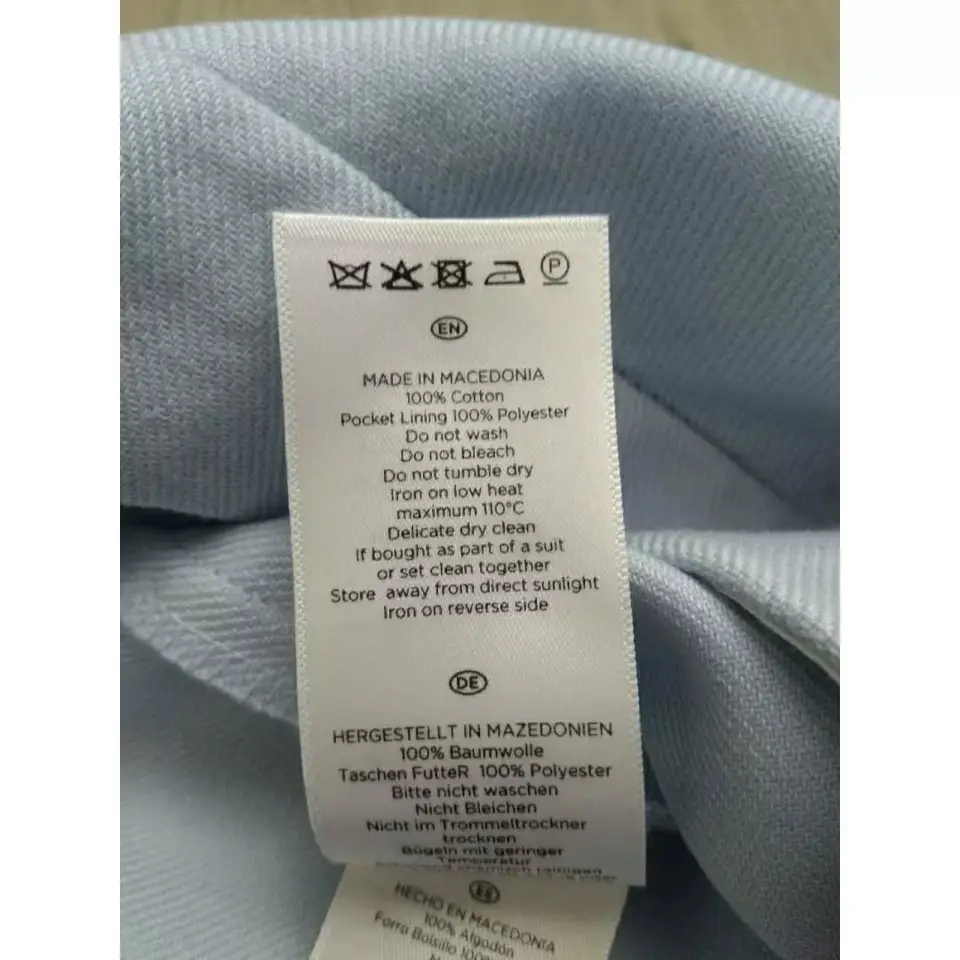 P
EN
MADE IN MACEDONIA
100% Cotton
Pocket Lining 100% Polyester
Do not wash
Do not bleach
Do not tumble dry
Iron on low heat
maximum 110°C
Delicate dry clean
If bought as part of a suit
or set clean together
Store away from direct sunlight
Iron on reverse side
DE
HERGESTELLT IN MAZEDONIEN
100% Baumwolle
Taschen FutteR 100% Polyester
Bitte nicht waschen
Nicht Bleichen
Nicht im Trommeltrockner
trocknen
Bügeln mit geringer
Temperatur
chemisch reinigen
ES
HECHO EN MACEDONIA
100% Algodón
Forro Bolsillo 100%